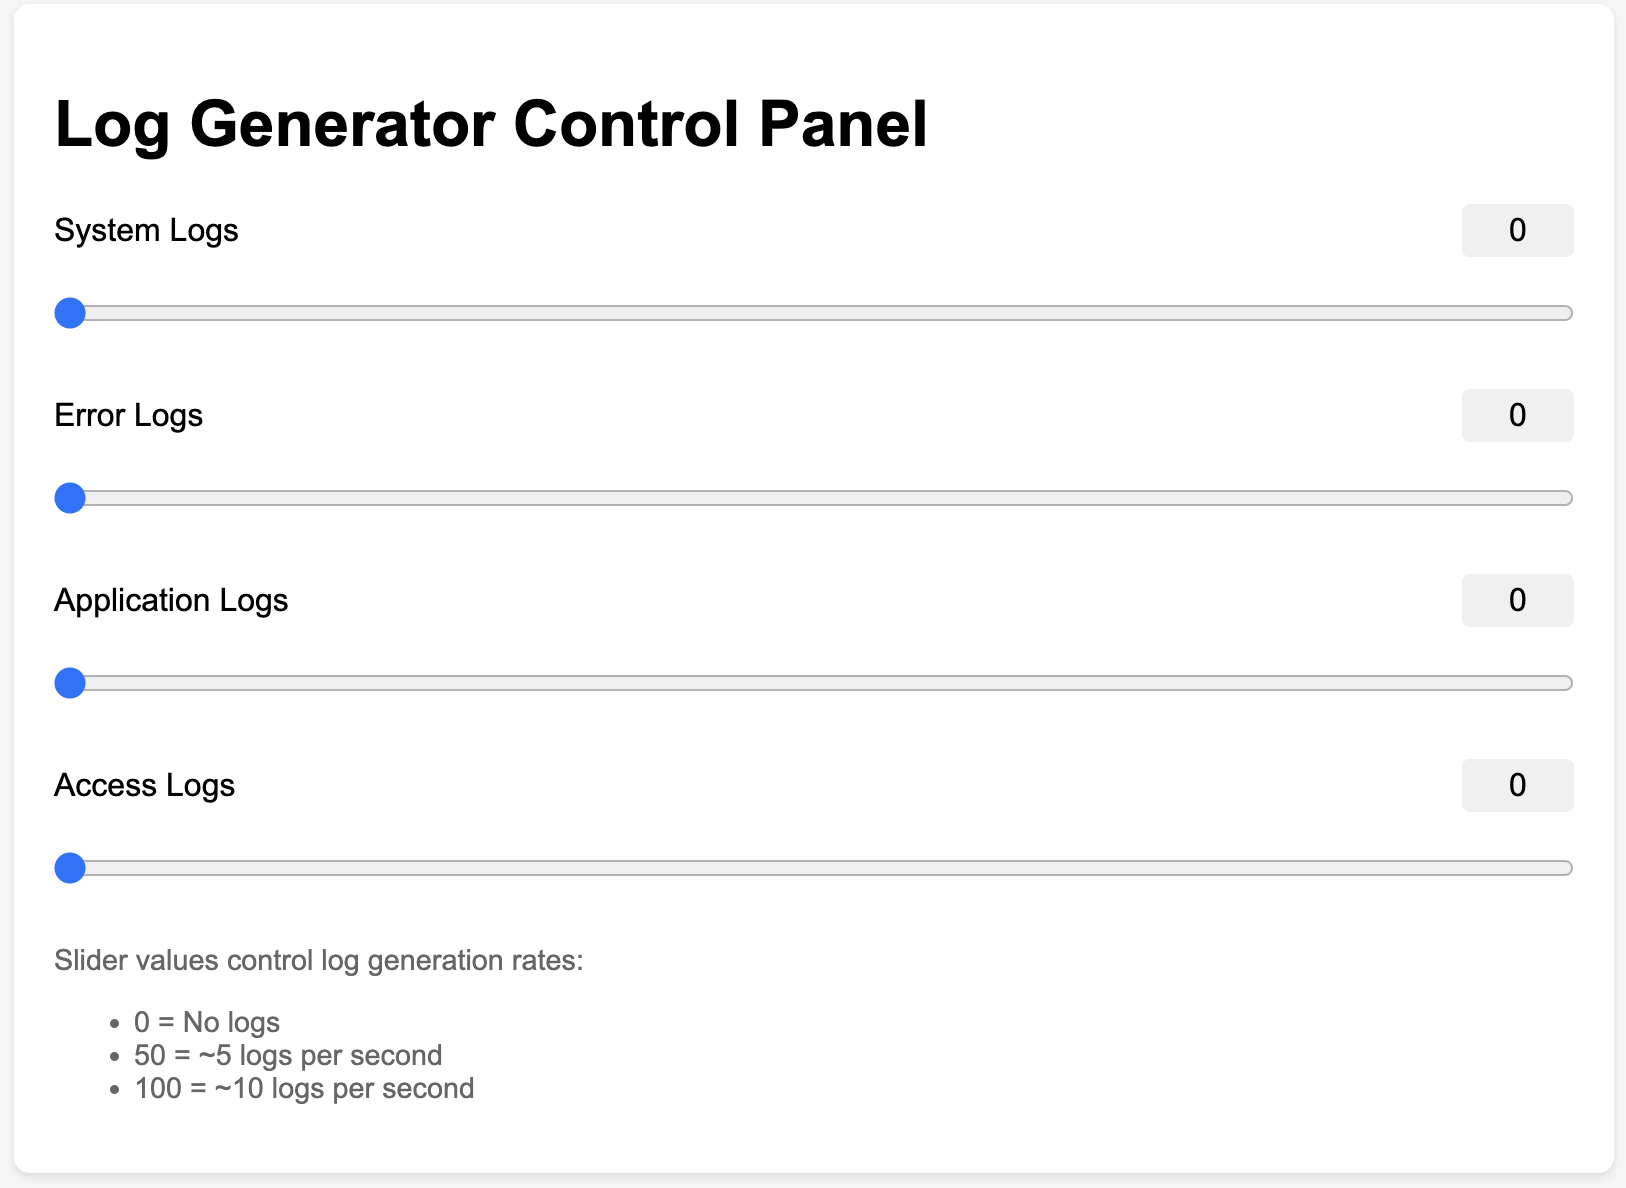 Log Generator Control Panel
System Logs 0
Error Logs 0
Application Logs 0
Access Logs 0
Slider values control log generation rates:
• 0 = No logs
• 50 = ~5 logs per second
• 100 = ~10 logs per second